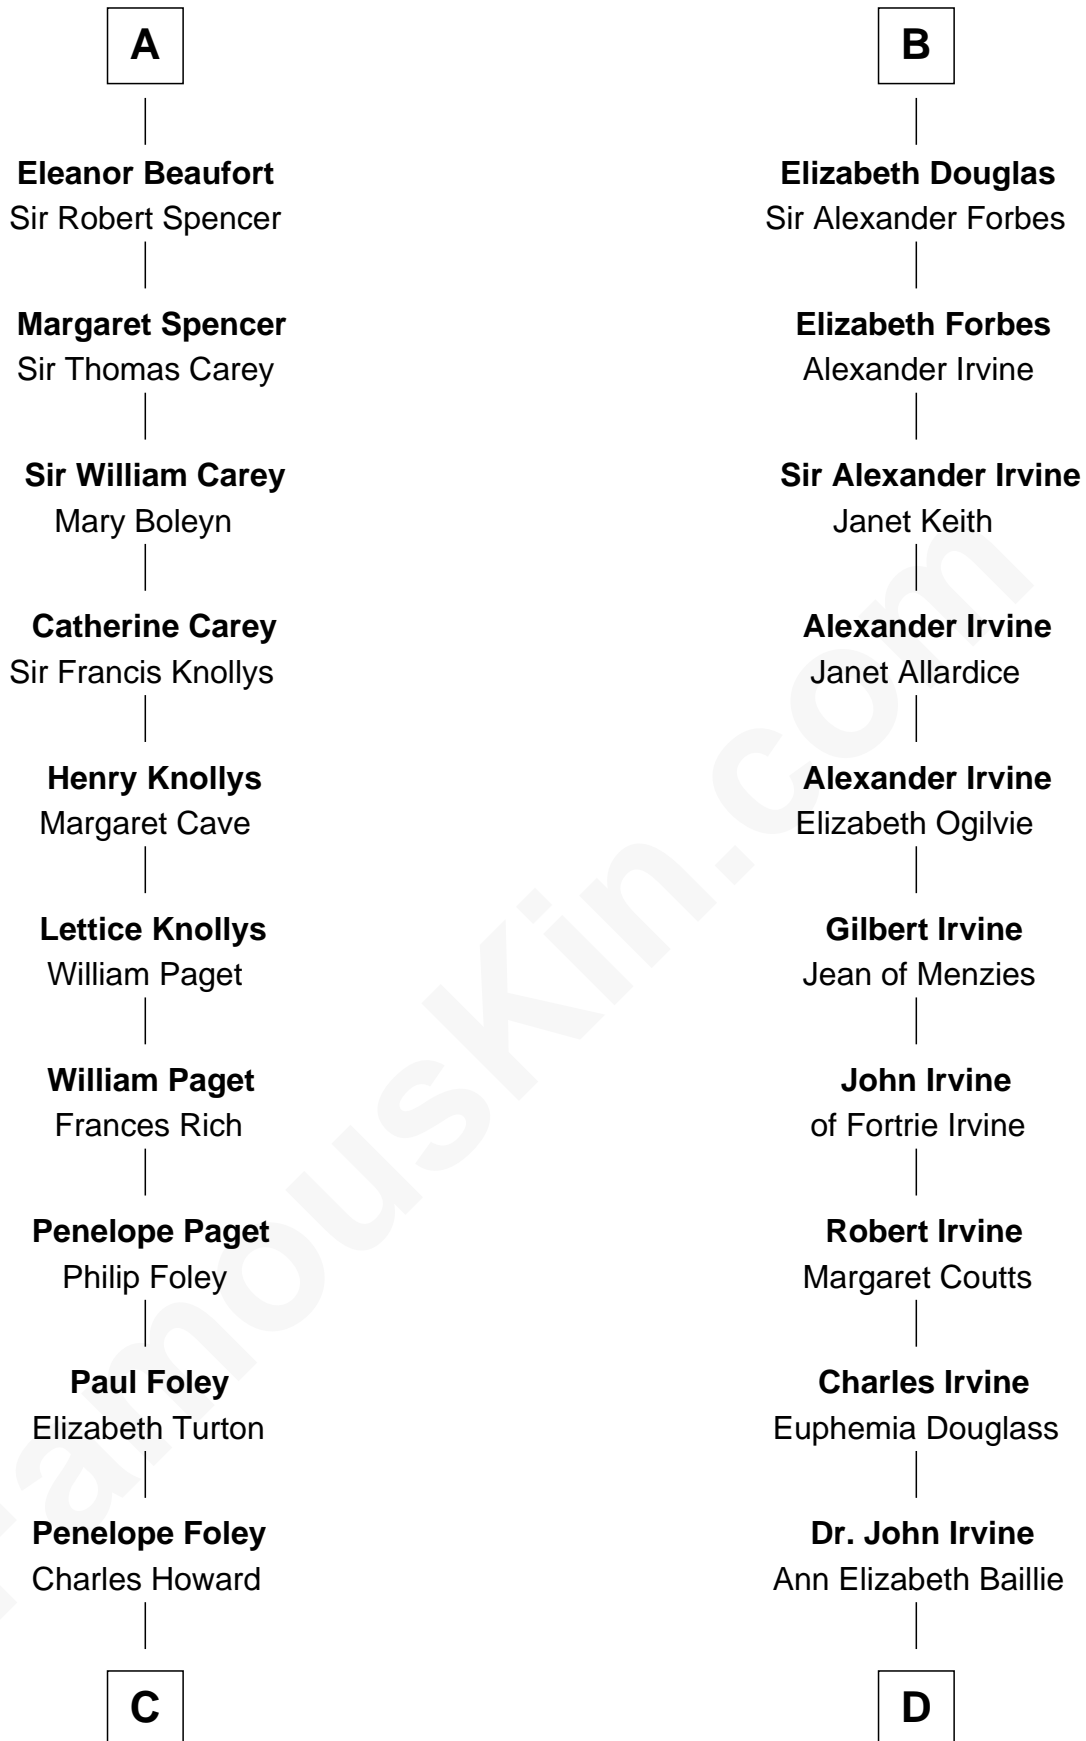 A
Eleanor Beaufort
Sir Robert Spencer
Margaret Spencer
Sir Thomas Carey
Sir William Carey
Mary Boleyn
Catherine Carey
Sir Francis Knollys
Henry Knollys
Margaret Cave
Lettice Knollys
William Paget
William Paget
Frances Rich
Penelope Paget
Philip Foley
Paul Foley
Elizabeth Turton
Penelope Foley
Charles Howard
C
B
Elizabeth Douglas
Sir Alexander Forbes
Elizabeth Forbes
Alexander Irvine
Sir Alexander Irvine
Janet Keith
Alexander Irvine
Janet Allardice
Alexander Irvine
Elizabeth Ogilvie
Gilbert Irvine
Jean of Menzies
John Irvine
of Fortrie Irvine
Robert Irvine
Margaret Coutts
Charles Irvine
Euphemia Douglass
Dr. John Irvine
Ann Elizabeth Baillie
D
FamousKin.com